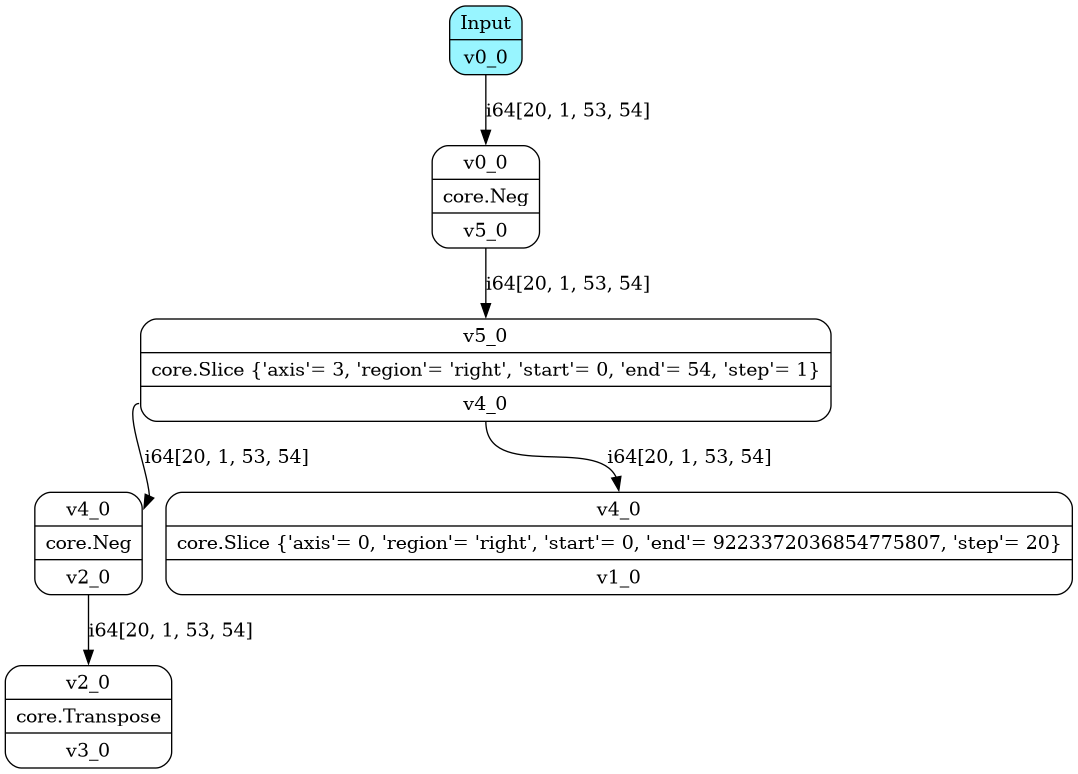 Input
v0_0
i64[20, 1, 53, 54]
v0_0
core.Neg
v5_0
i64[20, 1, 53, 54]
v5_0
core.Slice {'axis'= 3, 'region'= 'right', 'start'= 0, 'end'= 54, 'step'= 1}
v4_0
i64[20, 1, 53, 54]
i64[20, 1, 53, 54]
v4_0
core.Neg
v2_0
v4_0
core.Slice {'axis'= 0, 'region'= 'right', 'start'= 0, 'end'= 9223372036854775807, 'step'= 20}
v1_0
i64[20, 1, 53, 54]
v2_0
core.Transpose
v3_0